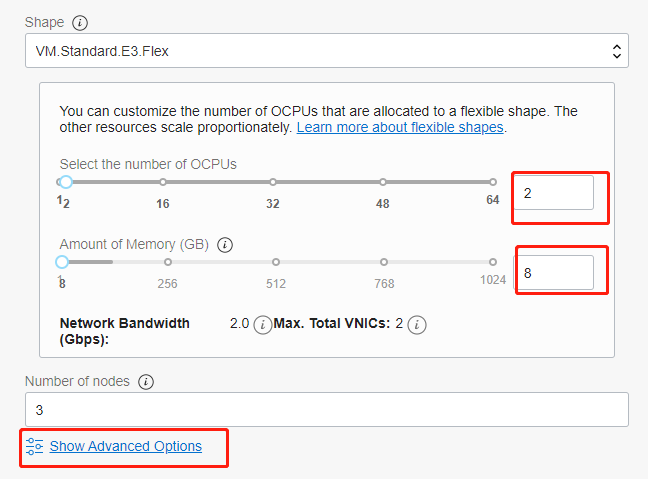 Shape
VM.Standard.E3.Flex
You can customize the number of OCPUs that are allocated to a flexible shape. The
other resources scale proportionately. Learn more about flexible shapes.
Select the number of OCPUs
1 2 16 32 48 64
2
Amount of Memory (GB)
8 256 512 768 1024
8
Network Bandwidth (Gbps): 2.0 Max. Total VNICs: 2
Number of nodes
3
Show Advanced Options